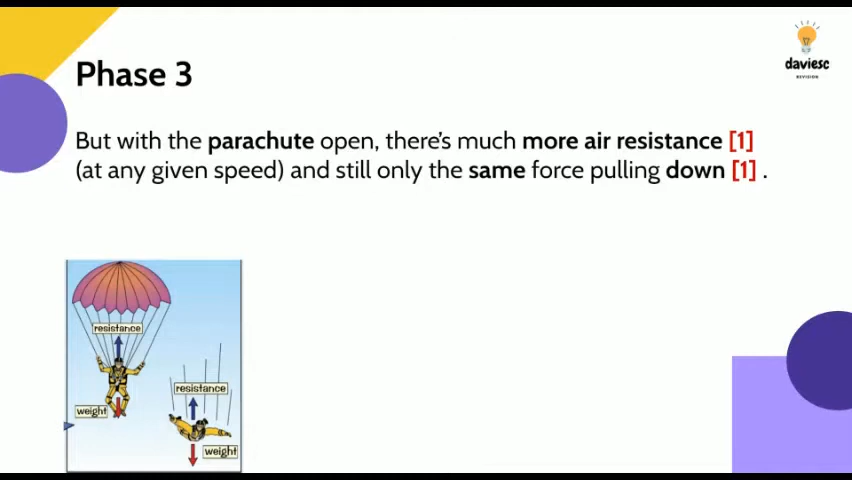 daviesc
REVISION
Phase 3
But with the parachute open, there's much more air resistance [1]
(at any given speed) and still only the same force pulling down [1] .
resistance
weight
resistance
weight